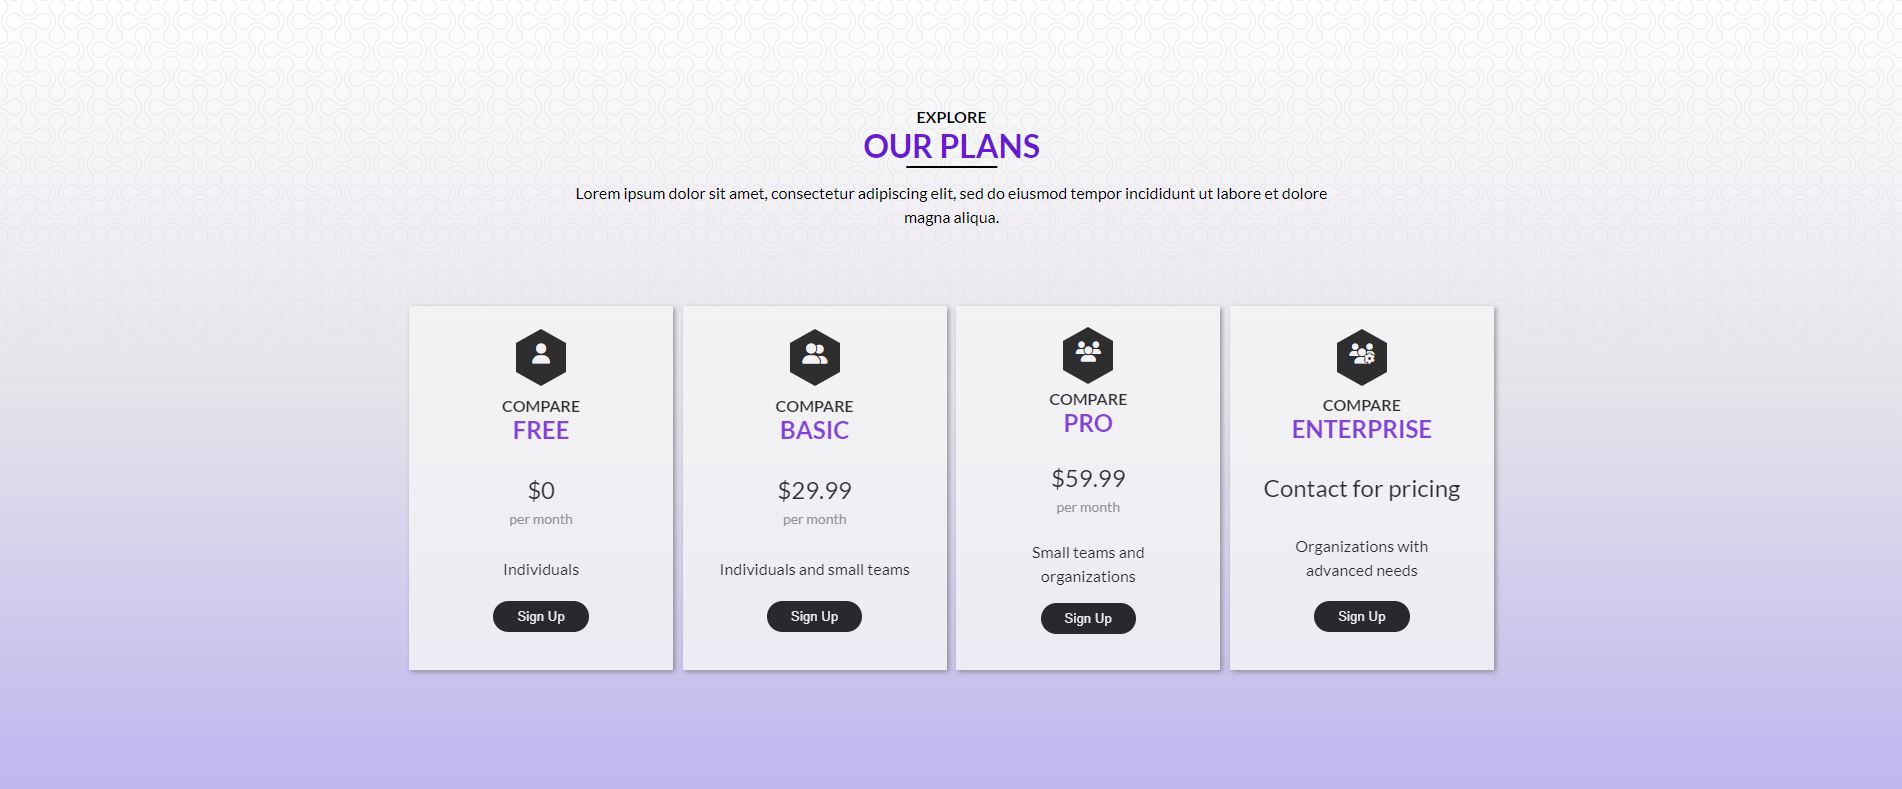 EXPLORE
OUR PLANS
Lorem ipsum dolor sit amet, consectetur adipiscing elit, sed do eiusmod tempor incididunt ut labore et dolore
magna aliqua.
COMPARE
FREE
$0
per month
Individuals
Sign Up
COMPARE
BASIC
$29.99
per month
Individuals and small teams
Sign Up
COMPARE
PRO
$59.99
per month
Small teams and
organizations
Sign Up
COMPARE
ENTERPRISE
Contact for pricing
Organizations with
advanced needs
Sign Up